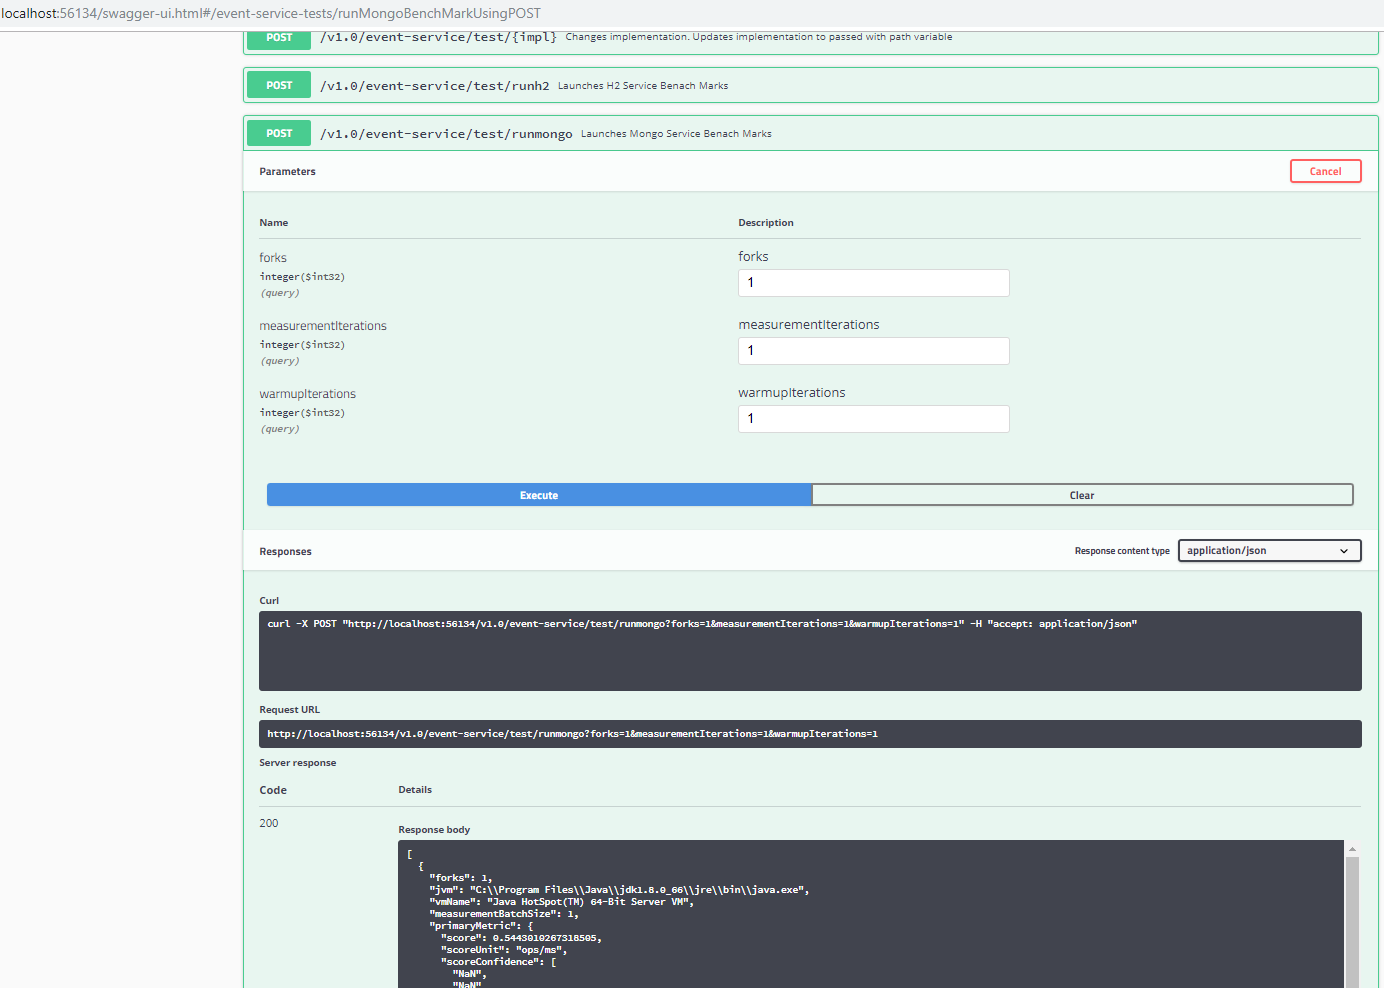 localhost:56134/swagger-ui.html#/event-service-tests/runMongoBenchMarkUsingPOST
POST /v1.0/event-service/test/{impl} Changes implementation. Updates implementation to passed with path variable
POST /v1.0/event-service/test/runh2 Launches H2 Service Benach Marks
POST /v1.0/event-service/test/runmongo Launches Mongo Service Benach Marks
Parameters Cancel
Name Description
forks forks
integer($int32) 1
(query)
measurementIterations measurementIterations
integer($int32) 1
(query)
warmupIterations warmupIterations
integer($int32) 1
(query)
Execute Clear
Responses Response content type application/json
Curl
curl -X POST "http://localhost:56134/v1.0/event-service/test/runmongo?forks=1&measurementIterations=1&warmupIterations=1" -H "accept: application/json"
Request URL
http://localhost:56134/v1.0/event-service/test/runmongo?forks=1&measurementIterations=1&warmupIterations=1
Server response
Code Details
200
Response body
[
{
"forks": 1,
"jvm": "C:\\Program Files\\Java\\jdk1.8.0_66\\jre\\bin\\java.exe",
"vmName": "Java HotSpot(TM) 64-Bit Server VM",
"measurementBatchSize": 1,
"primaryMetric": {
"score": 0.5443010267318505,
"scoreUnit": "ops/ms",
"scoreConfidence": [
"NaN",
"NaN"